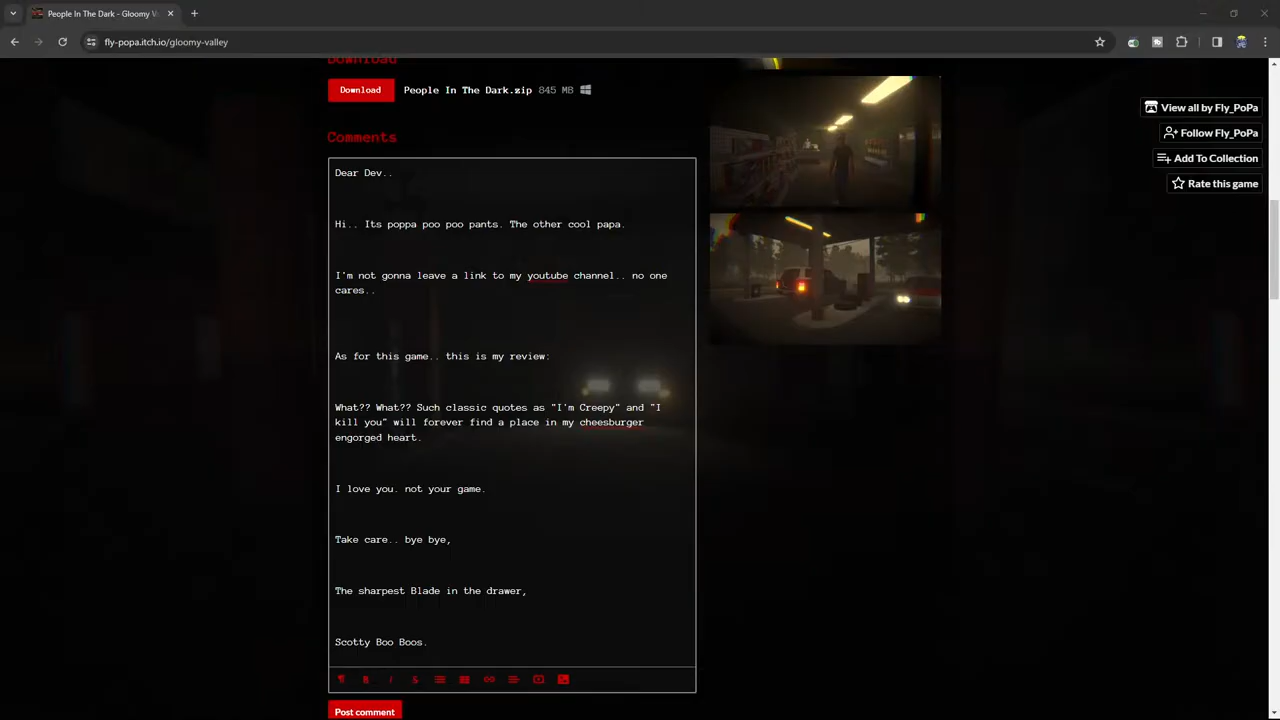 People In The Dark - Gloomy V
fly-popa.itch.io/gloomy-valley
Download
Download People In The Dark.zip 845 MB
Comments
Dear Dev..
Hi.. Its poppa poo poo pants. The other cool papa.
I'm not gonna leave a link to my youtube channel.. no one
cares..
As for this game.. this is my review:
What?? What?? Such classic quotes as "I'm Creepy" and "I
kill you" will forever find a place in my cheesburger
engorged heart.
I love you. not your game.
Take care.. bye bye,
The sharpest Blade in the drawer,
Scotty Boo Boos.
Post comment
View all by Fly_PoPa
Follow Fly_PoPa
Add To Collection
Rate this game